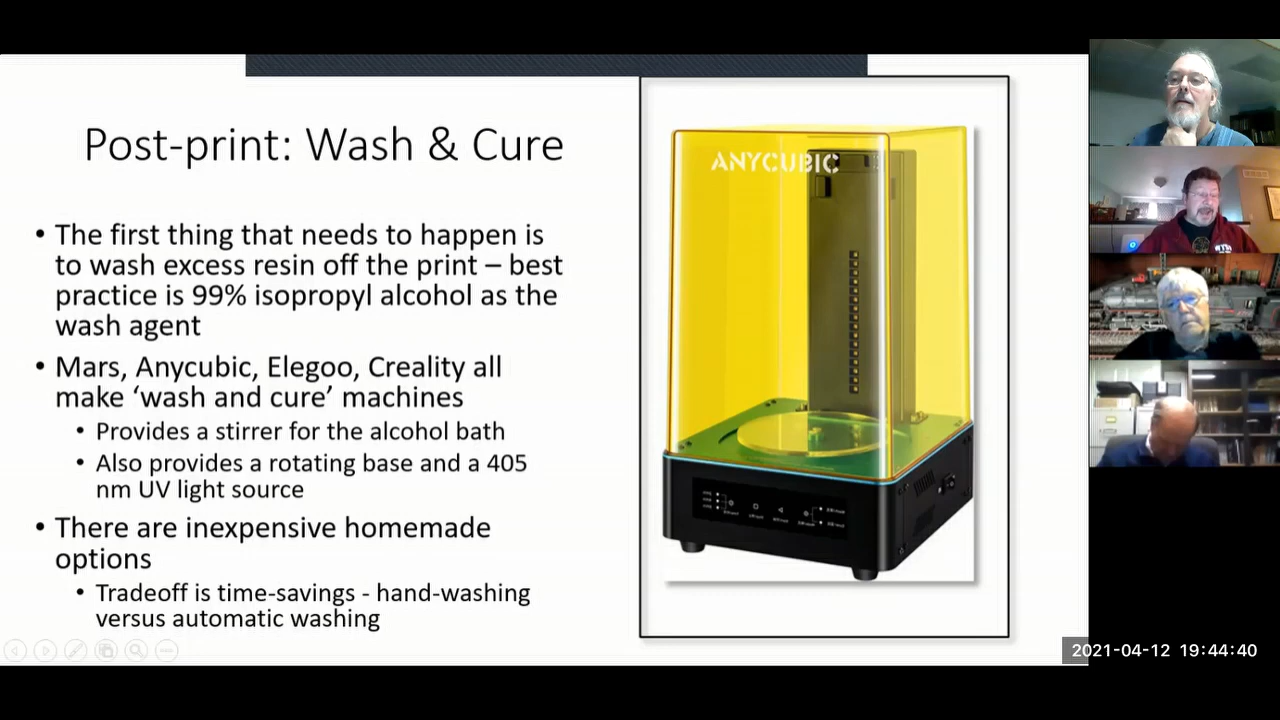 Post-print: Wash & Cure
• The first thing that needs to happen is
to wash excess resin off the print – best
practice is 99% isopropyl alcohol as the
wash agent
• Mars, Anycubic, Elegoo, Creality all
make ‘wash and cure’ machines
• Provides a stirrer for the alcohol bath
• Also provides a rotating base and a 405
nm UV light source
• There are inexpensive homemade
options
• Tradeoff is time-savings - hand-washing
versus automatic washing
ANYCUBIC
2021-04-12 19:44:40